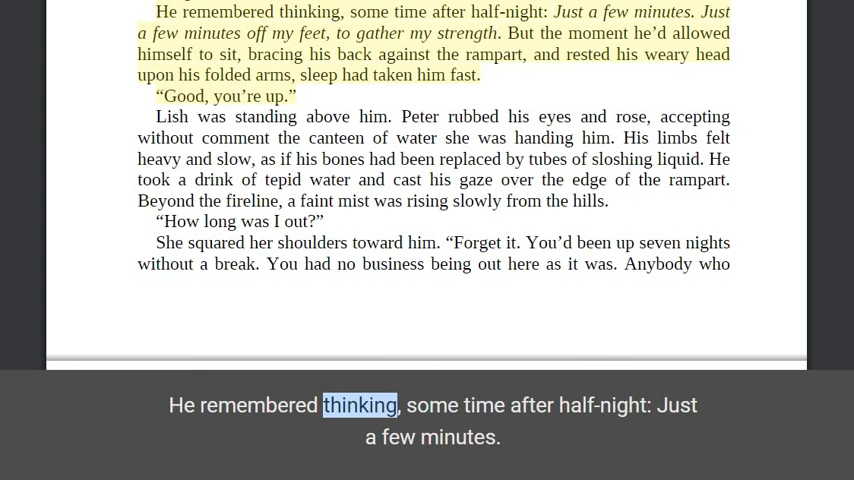 He remembered thinking, some time after half-night: Just a few minutes. Just
a few minutes off my feet, to gather my strength. But the moment he’d allowed
himself to sit, bracing his back against the rampart, and rested his weary head
upon his folded arms, sleep had taken him fast.
“Good, you’re up.”
Lish was standing above him. Peter rubbed his eyes and rose, accepting
without comment the canteen of water she was handing him. His limbs felt
heavy and slow, as if his bones had been replaced by tubes of sloshing liquid. He
took a drink of tepid water and cast his gaze over the edge of the rampart.
Beyond the fireline, a faint mist was rising slowly from the hills.
“How long was I out?”
She squared her shoulders toward him. “Forget it. You’d been up seven nights
without a break. You had no business being out here as it was. Anybody who
He remembered thinking, some time after half-night: Just
a few minutes.